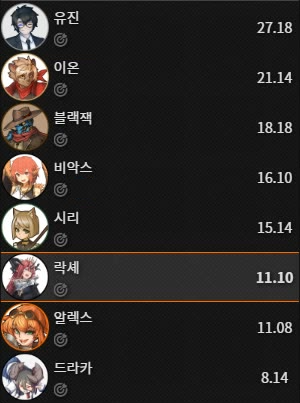 유진
27.18
이온
21.14
블랙잭
18.18
비악스
16.10
시리
15.14
락셰
11.10
알렉스
11.08
드라카
8.14